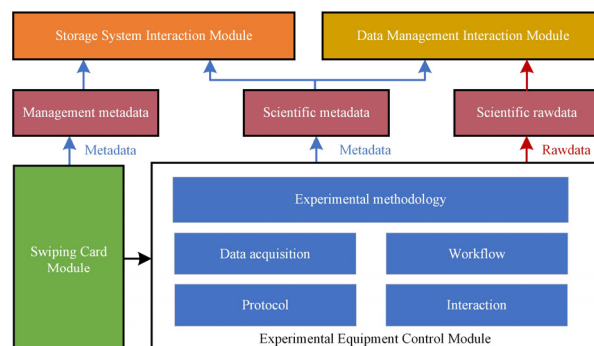 Storage System Interaction Module
Data Management Interaction Module
Management metadata
Scientific metadata
Scientific rawdata
Metadata
Metadata
Rawdata
Swiping Card
Module
Experimental methodology
Data acquisition
Workflow
Protocol
Interaction
Experimental Equipment Control Module